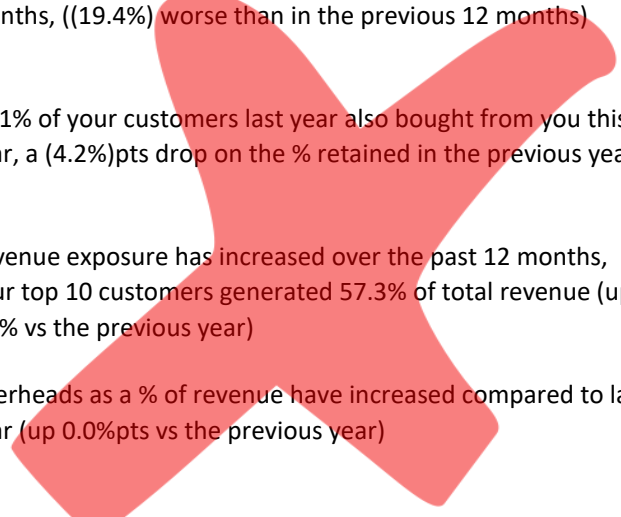 nths, ((19.4%) worse than in the previous 12 months)
1% of your customers last year also bought from you this
ar, a (4.2%)pts drop on the % retained in the previous yea
venue exposure has increased over the past 12 months,
ur top 10 customers generated 57.3% of total revenue (u
% vs the previous year)
erheads as a % of revenue have increased compared to la
ar (up 0.0%pts vs the previous year)